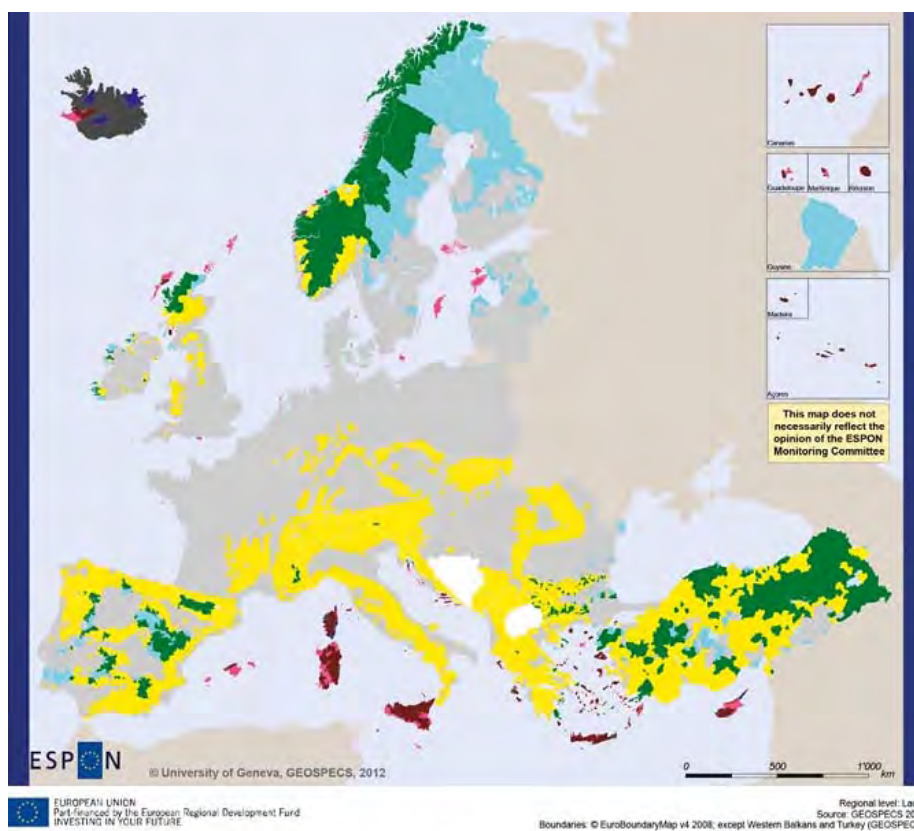 Canarias
Guadeloupe
Martinique
Réunion
Guyane
Madeira
Açores
This map does not
necessarily reflect the
opinion of the ESPON
Monitoring Committee
ESPON
© University of Geneva, GEOSPECS, 2012
0 500 1'000
km
EUROPEAN UNION
Part-financed by the European Regional Development Fund
INVESTING IN YOUR FUTURE
Regional level: La
Source: GEOSPECS 20
Boundaries: © EuroBoundaryMap v4 2008; except Western Balkans and Turkey (GEOSPEC